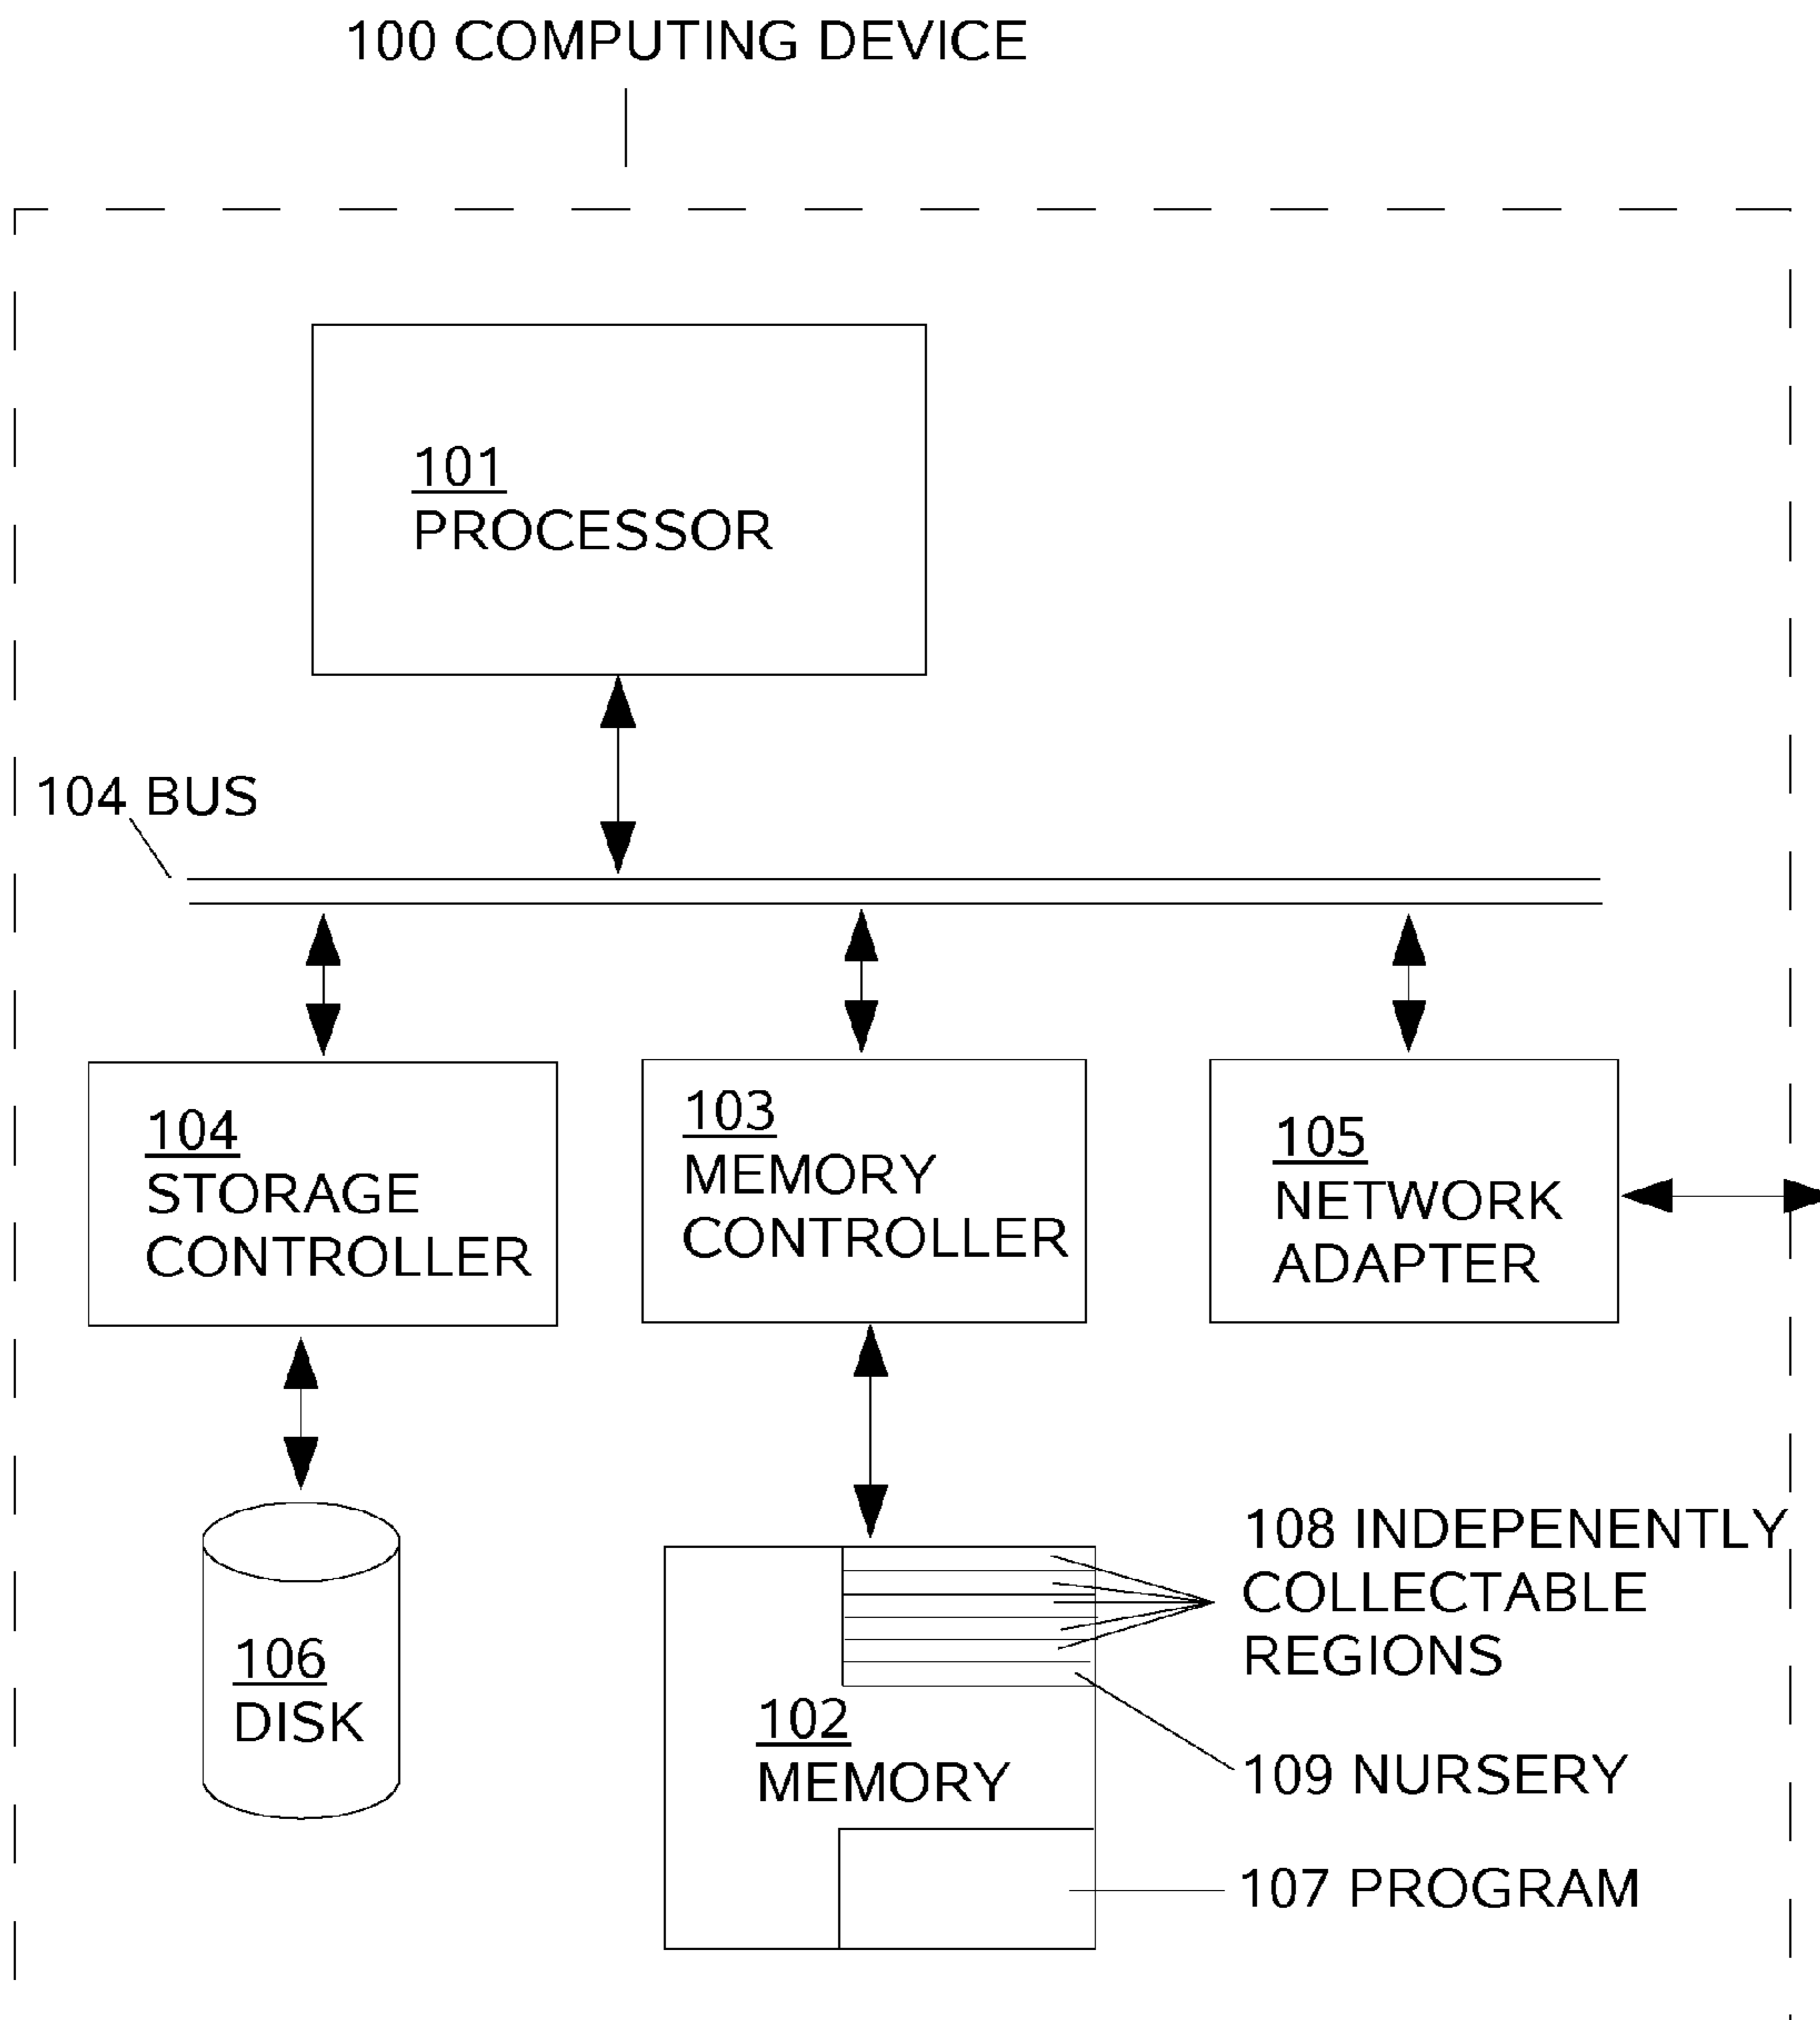 100 COMPUTING DEVICE
101
PROCESSOR
104 BUS
104
STORAGE
CONTROLLER
103
MEMORY
CONTROLLER
105
NETWORK
ADAPTER
106
DISK
102
MEMORY
108 INDEPENENTLY
COLLECTABLE
REGIONS
109 NURSERY
107 PROGRAM